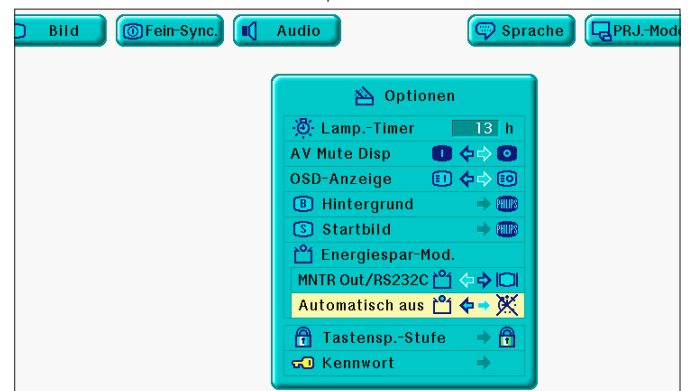 Bild
Fein-Sync.
Audio
Sprache
PRJ.-Mod
Optionen
Lamp.-Timer 13 h
AV Mute Disp
OSD-Anzeige
B Hintergrund PHILIPS
S Startbild PHILIPS
Energiespar-Mod.
MNTR Out/RS232C
Automatisch aus
Tastensp.-Stufe
Kennwort